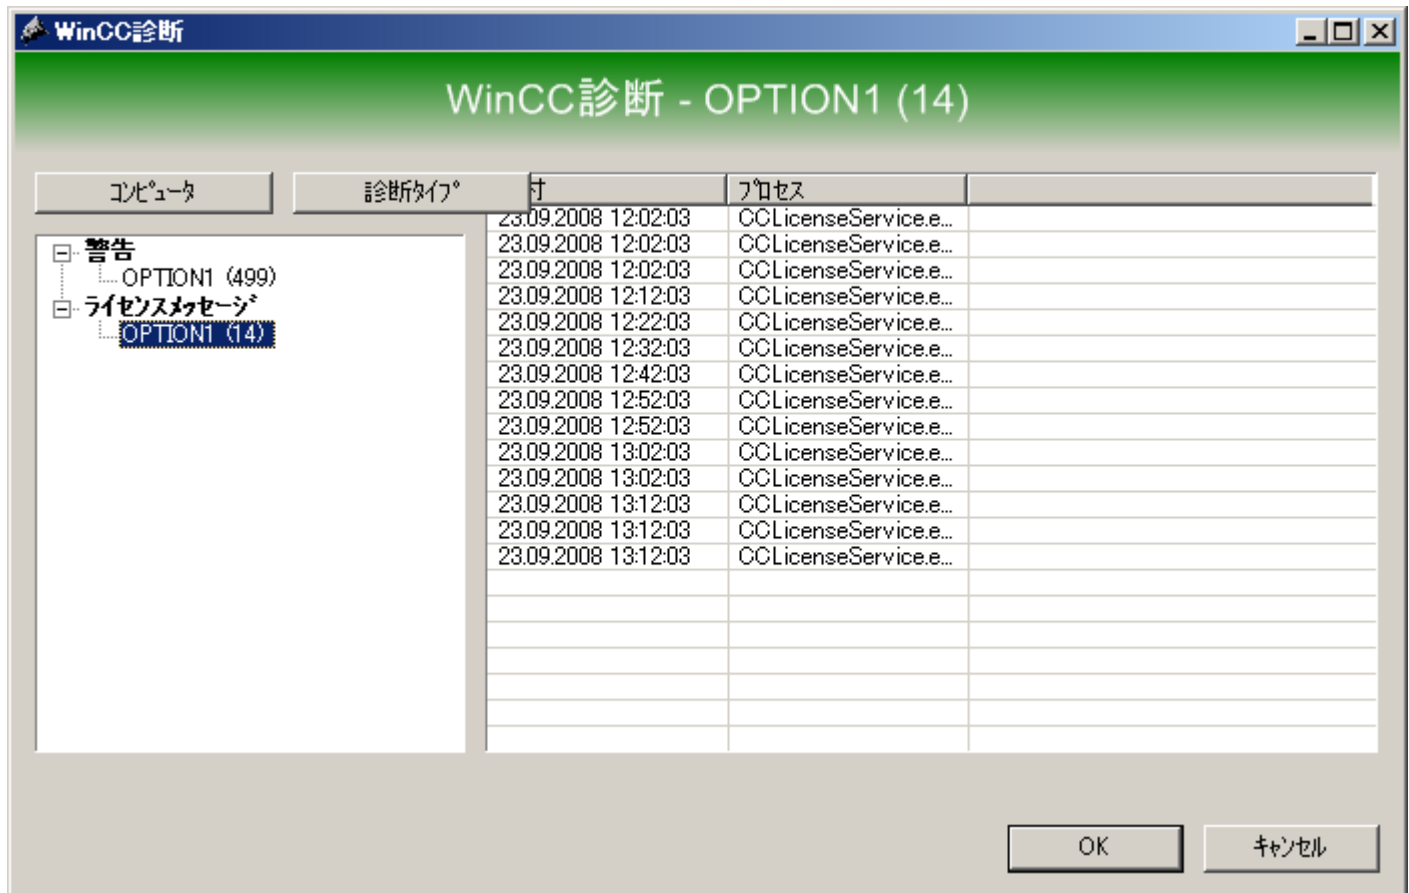 WinCC診断
WinCC診断 - OPTION1 (14)
コンピュータ 診断タイプ 付 プロセス
警告
OPTION1 (499)
ライセンスメッセージ
OPTION1 (14)
23.09.2008 12:02:03 CCLicenseService.e...
23.09.2008 12:02:03 CCLicenseService.e...
23.09.2008 12:02:03 CCLicenseService.e...
23.09.2008 12:12:03 CCLicenseService.e...
23.09.2008 12:22:03 CCLicenseService.e...
23.09.2008 12:32:03 CCLicenseService.e...
23.09.2008 12:42:03 CCLicenseService.e...
23.09.2008 12:52:03 CCLicenseService.e...
23.09.2008 12:52:03 CCLicenseService.e...
23.09.2008 13:02:03 CCLicenseService.e...
23.09.2008 13:02:03 CCLicenseService.e...
23.09.2008 13:12:03 CCLicenseService.e...
23.09.2008 13:12:03 CCLicenseService.e...
23.09.2008 13:12:03 CCLicenseService.e...
OK キャンセル